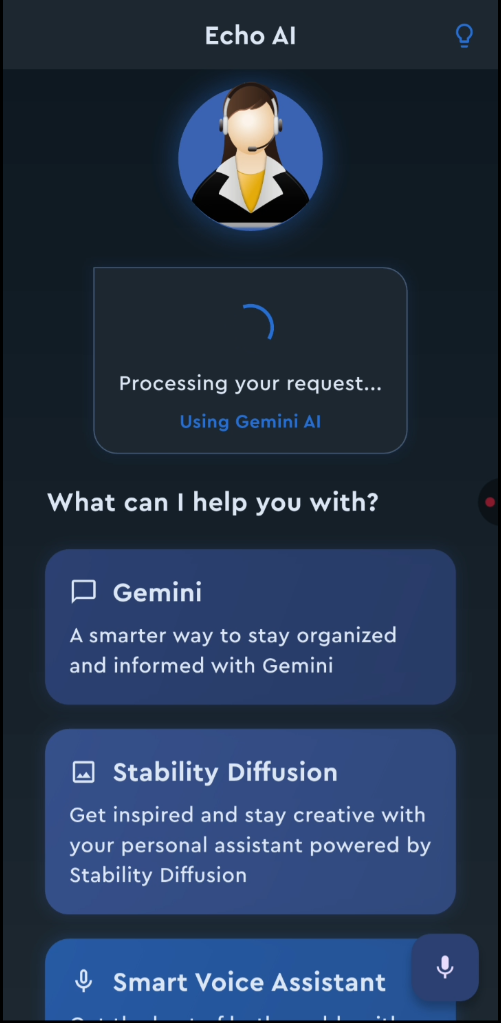 Echo AI
Processing your request...
Using Gemini AI
What can I help you with?
Gemini
A smarter way to stay organized
and informed with Gemini
Stability Diffusion
Get inspired and stay creative with
your personal assistant powered by
Stability Diffusion
Smart Voice Assistant